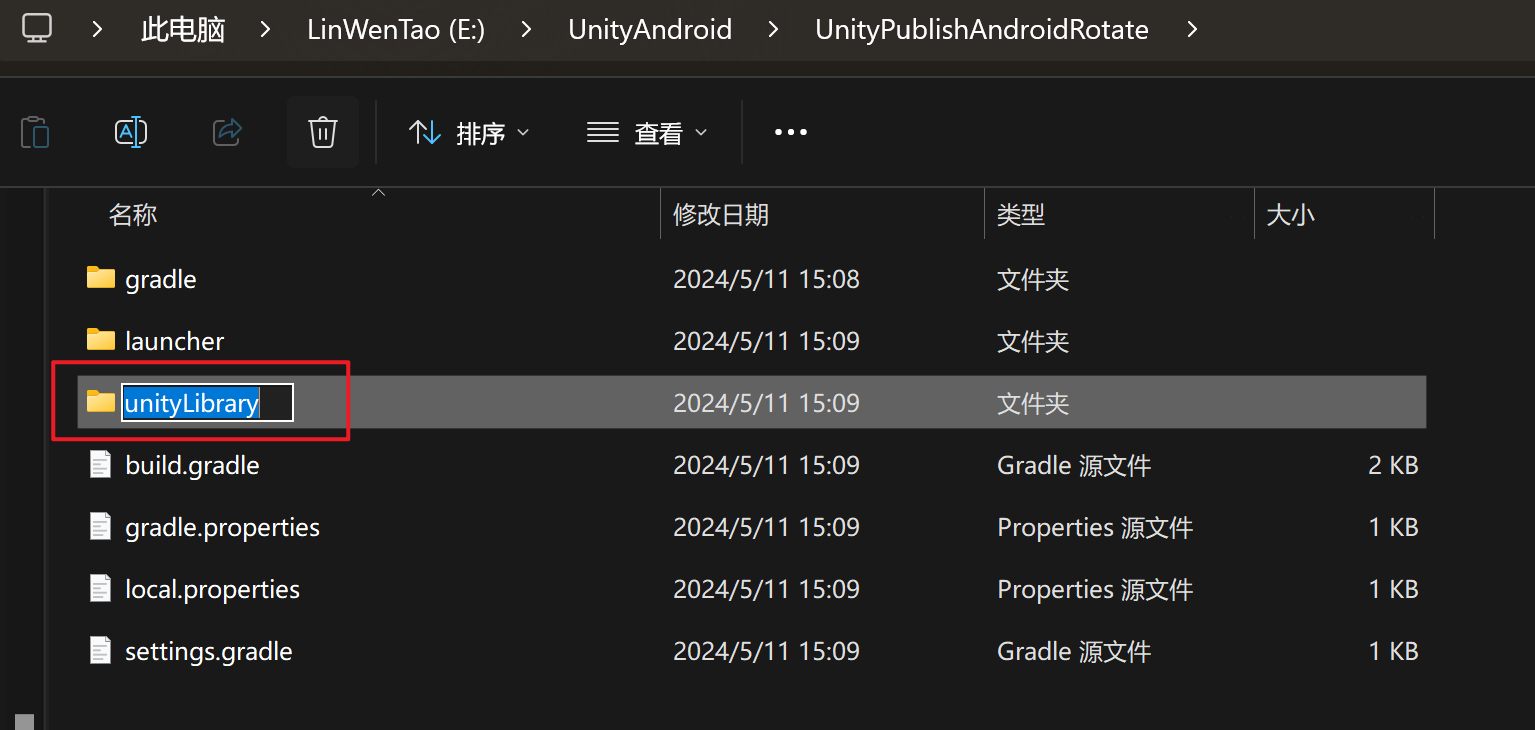 此电脑 LinWenTao (E:) UnityAndroid UnityPublishAndroidRotate
A 排序 查看
名称 修改日期 类型 大小
gradle 2024/5/11 15:08 文件夹
launcher 2024/5/11 15:09 文件夹
unityLibrary 2024/5/11 15:09 文件夹
build.gradle 2024/5/11 15:09 Gradle 源文件 2 KB
gradle.properties 2024/5/11 15:09 Properties 源文件 1 KB
local.properties 2024/5/11 15:09 Properties 源文件 1 KB
settings.gradle 2024/5/11 15:09 Gradle 源文件 1 KB